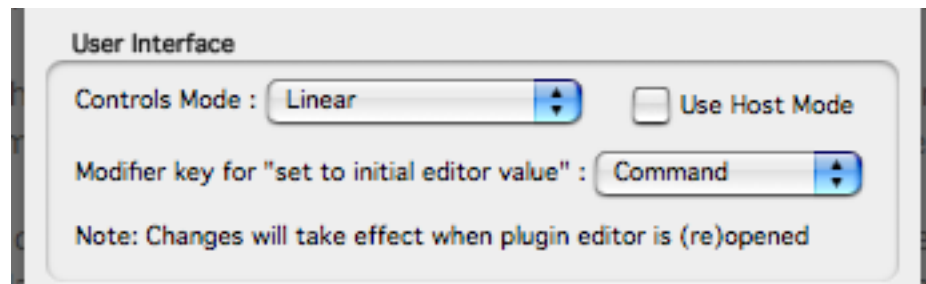 User Interface
Controls Mode : Linear Use Host Mode
Modifier key for "set to initial editor value" : Command
Note: Changes will take effect when plugin editor is (re)opened